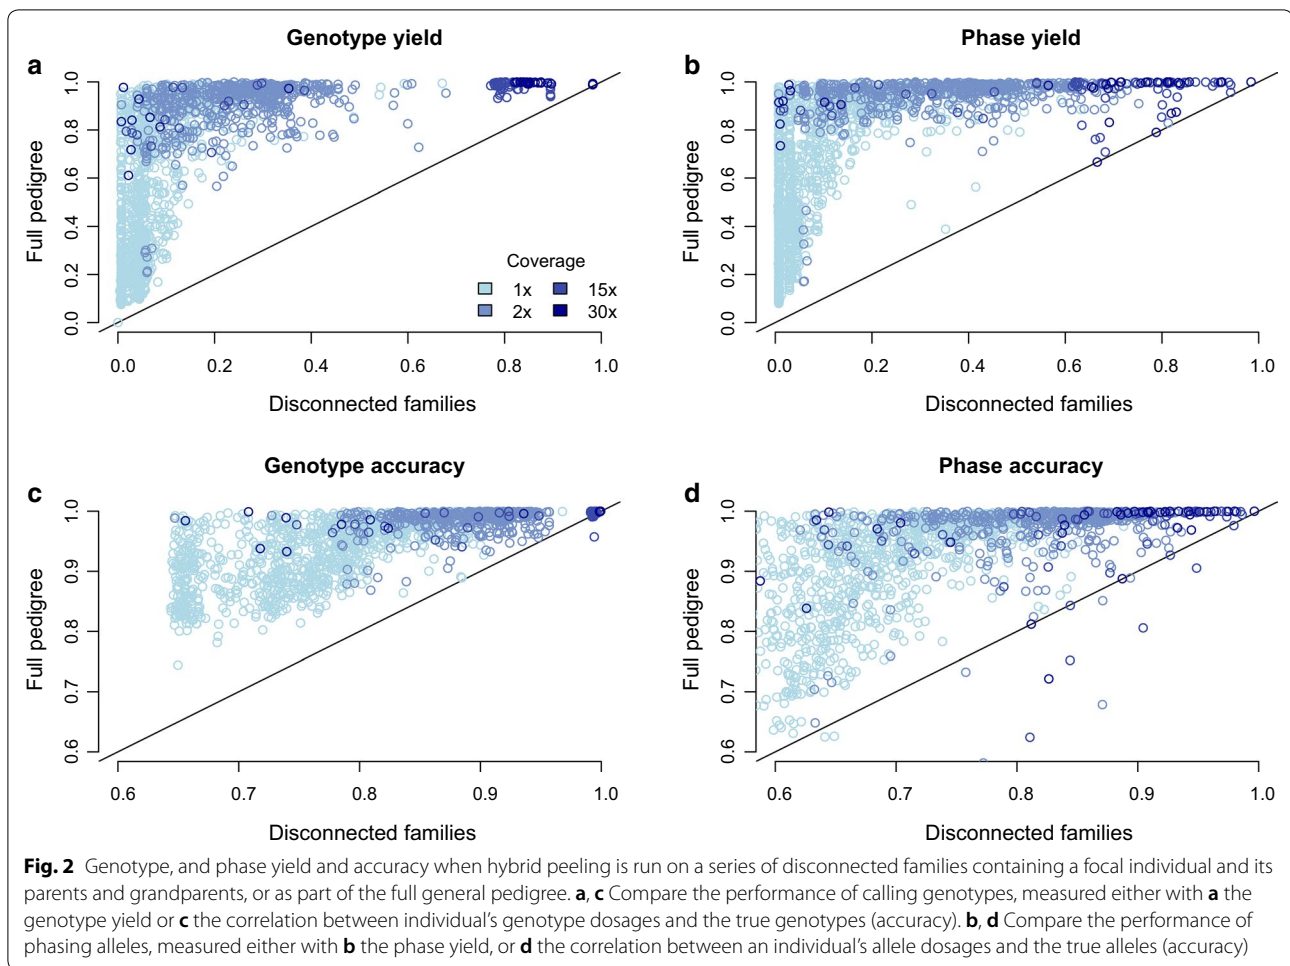 Genotype yield
a
Full pedigree
0.0 0.2 0.4 0.6 0.8 1.0
Coverage
1x 15x
2x 30x
0.0 0.2 0.4 0.6 0.8 1.0
Disconnected families
Phase yield
b
Full pedigree
0.0 0.2 0.4 0.6 0.8 1.0
0.0 0.2 0.4 0.6 0.8 1.0
Disconnected families
Genotype accuracy
c
Full pedigree
0.6 0.7 0.8 0.9 1.0
0.6 0.7 0.8 0.9 1.0
Disconnected families
Phase accuracy
d
Full pedigree
0.6 0.7 0.8 0.9 1.0
0.6 0.7 0.8 0.9 1.0
Disconnected families
Fig. 2 Genotype, and phase yield and accuracy when hybrid peeling is run on a series of disconnected families containing a focal individual and its
parents and grandparents, or as part of the full general pedigree. a, c Compare the performance of calling genotypes, measured either with a the
genotype yield or c the correlation between individual's genotype dosages and the true genotypes (accuracy). b, d Compare the performance of
phasing alleles, measured either with b the phase yield, or d the correlation between an individual's allele dosages and the true alleles (accuracy)